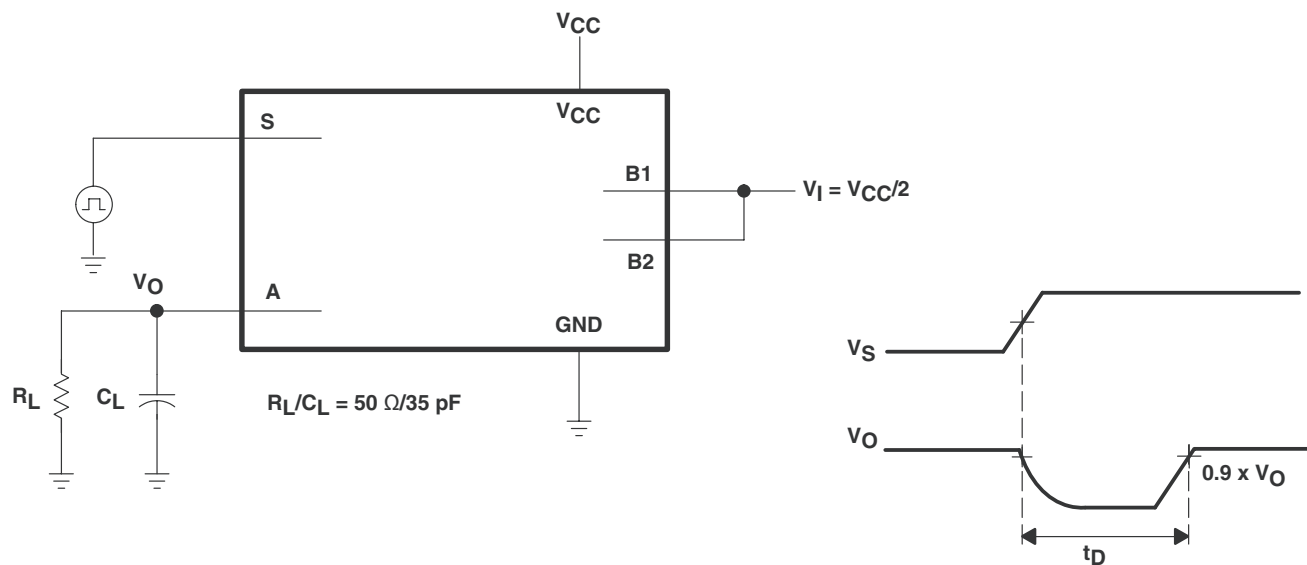 VCC
VCC
S
B1
VI = VCC/2
B2
VO
A
GND
RL
CL
RL/CL = 50 Ω/35 pF
VS
VO
0.9 x VO
tD